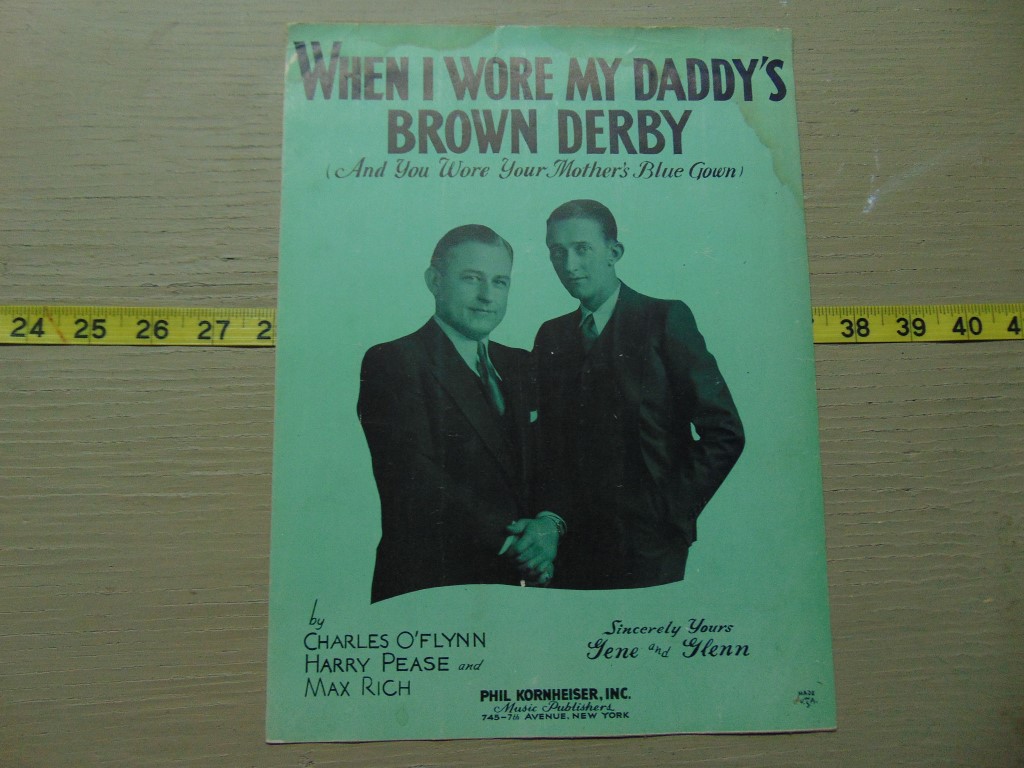 WHEN I WORE MY DADDY'S
BROWN DERBY
(And You Wore Your Mother's Blue Gown)
24 25 26 27 2
38 39 40 4
by
CHARLES O'FLYNN
HARRY PEASE and
MAX RICH
Sincerely Yours
Gene and Glenn
PHIL KORNHEISER, INC.
Music Publishers
745-7th AVENUE, NEW YORK
MADE